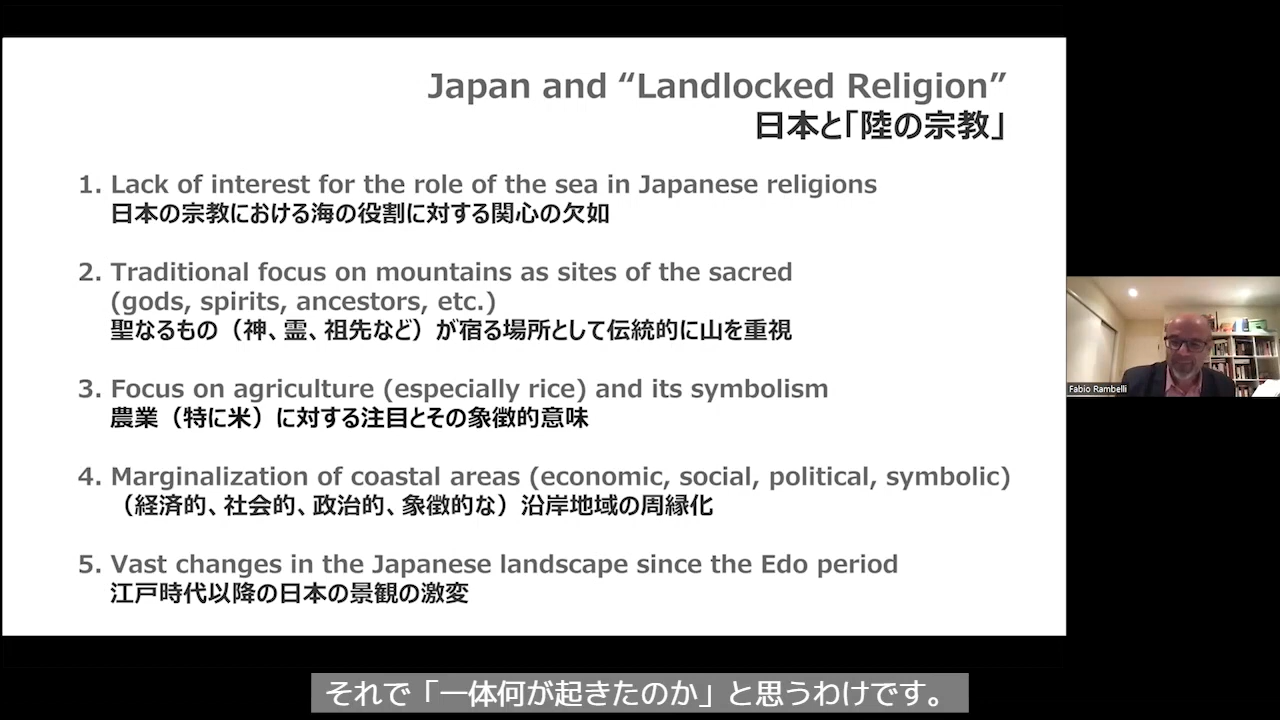 Japan and “Landlocked Religion”
日本と「陸の宗教」
1. Lack of interest for the role of the sea in Japanese religions
日本の宗教における海の役割に対する関心の欠如
2. Traditional focus on mountains as sites of the sacred
(gods, spirits, ancestors, etc.)
聖なるもの（神、霊、祖先など）が宿る場所として伝統的に山を重視
3. Focus on agriculture (especially rice) and its symbolism
農業（特に米）に対する注目とその象徴的意味
4. Marginalization of coastal areas (economic, social, political, symbolic)
（経済的、社会的、政治的、象徴的な）沿岸地域の周縁化
5. Vast changes in the Japanese landscape since the Edo period
江戸時代以降の日本の景観の激変
Fabio Rambelli
それで「一体何が起きたのか」と思うわけです。